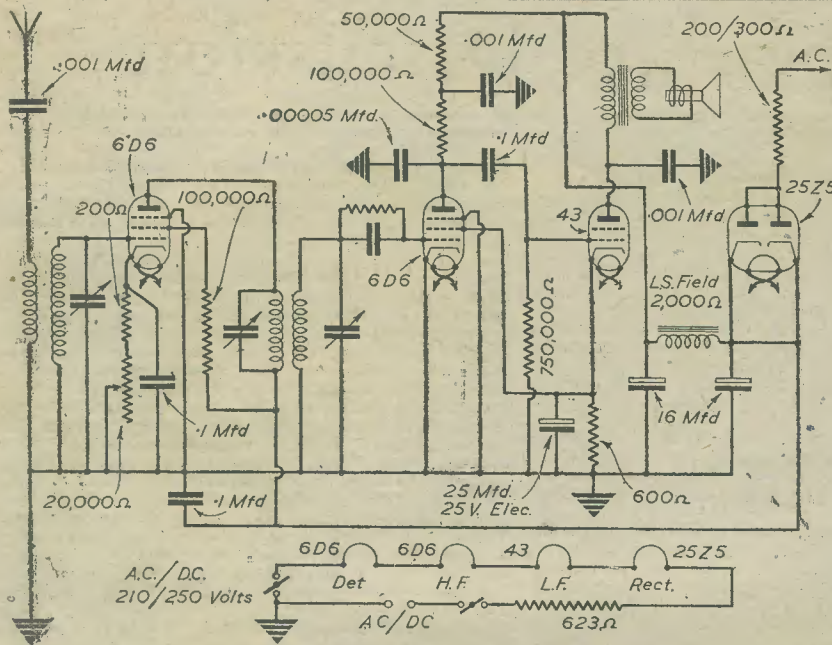 50,000Ω
.001 Mfd
200/300Ω
A.C.
.001 Mfd
100,000Ω
.00005 Mfd.
.1 Mfd
6D6
200Ω
100,000Ω
25Z5
43
.001 Mfd
6D6
L.S. Field
2,000Ω
750,000Ω
.1 Mfd
16 Mfd
20,000Ω
.1 Mfd
25 Mfd.
25 V. Elec.
600Ω
A.C./D.C.
210/250 Volts
6D6
6D6
43
25Z5
Det
H.F.
L.F.
Rect.
AC/DC
623Ω